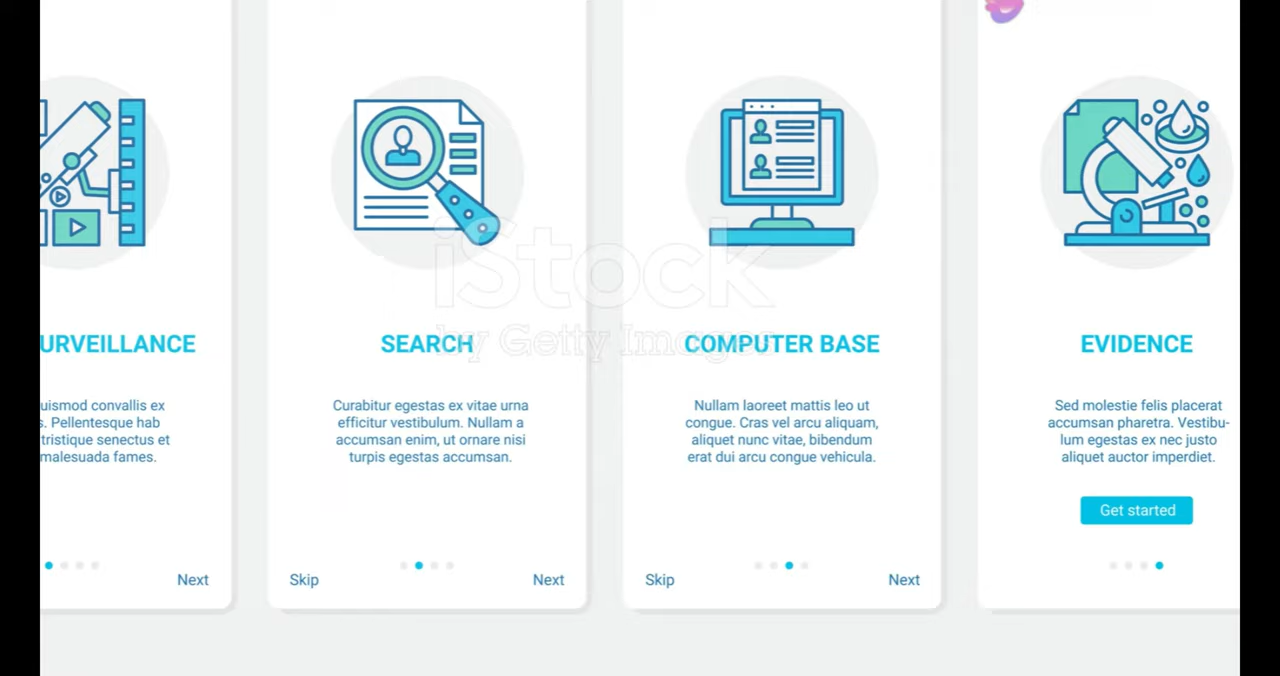 URVEILLANCE
uismod convallis ex
s. Pellentesque hab
tristique senectus et
malesuada fames.
Next
SEARCH
Curabitur egestas ex vitae urna
efficitur vestibulum. Nullam a
accumsan enim, ut ornare nisi
turpis egestas accumsan.
Skip
Next
COMPUTER BASE
Nullam laoreet mattis leo ut
congue. Cras vel arcu aliquam,
aliquet nunc vitae, bibendum
erat dui arcu congue vehicula.
Skip
Next
EVIDENCE
Sed molestie felis placerat
accumsan pharetra. Vestibu-
lum egestas ex nec justo
aliquet auctor imperdiet.
Get started
iStock
by Getty Images